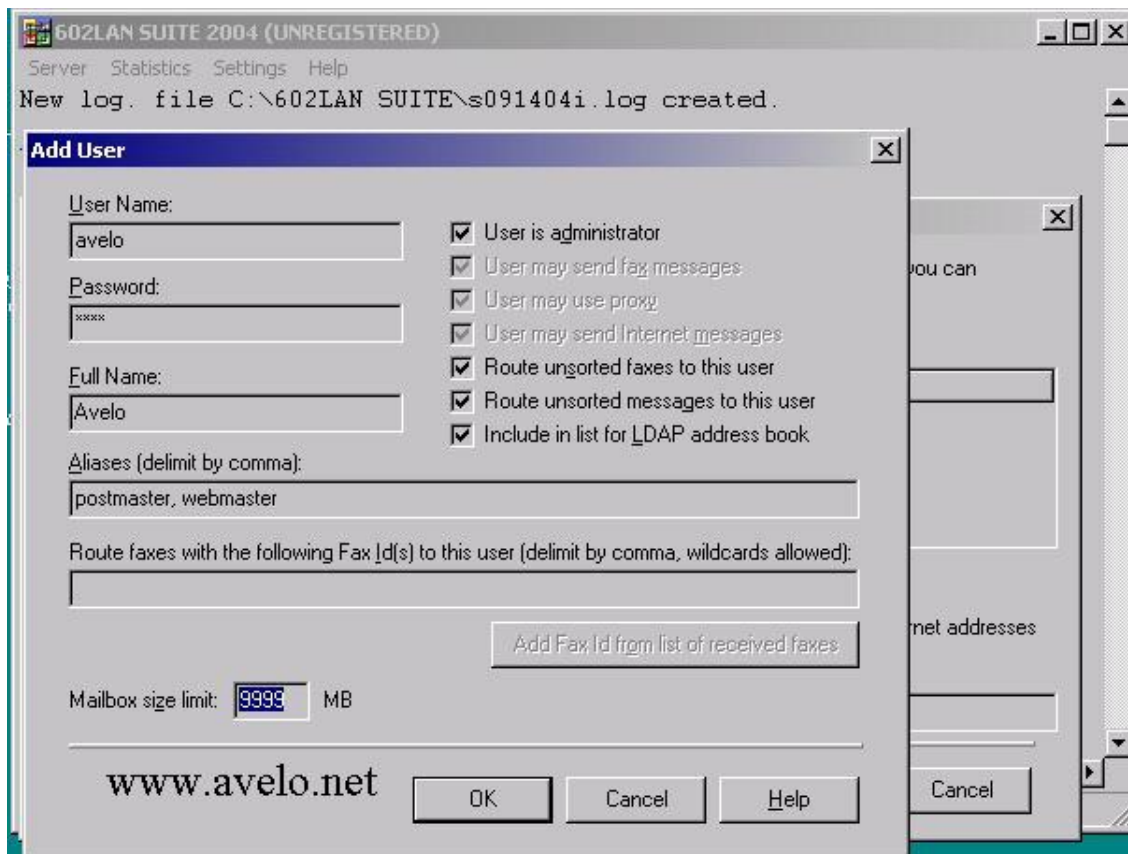 602LAN SUITE 2004 (UNREGISTERED)
Server Statistics Settings Help
New log. file C:\602LAN SUITE\s091404i.log created.
Add User
User Name:
avelo
Password:
××××
Full Name:
Avelo
User is administrator
User may send fax messages
User may use proxy
User may send Internet messages
Route unsorted faxes to this user
Route unsorted messages to this user
Include in list for LDAP address book
Aliases (delimit by comma):
postmaster, webmaster
Route faxes with the following Fax Id(s) to this user (delimit by comma, wildcards allowed):
Add Fax Id from list of received faxes
Mailbox size limit: 9999 MB
www.avelo.net
OK Cancel Help
you can
rnet addresses
Cancel